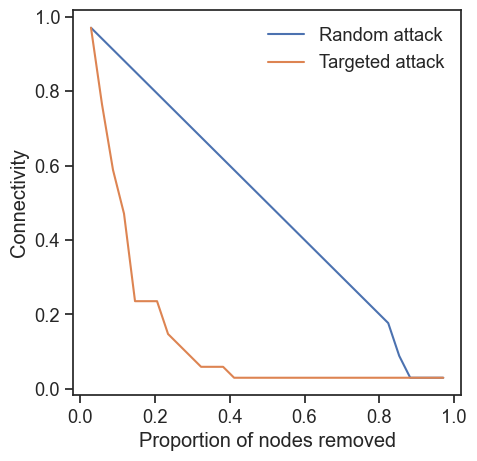 1.0
0.8
0.6
0.4
0.2
0.0
Connectivity
Random attack
Targeted attack
0.0 0.2 0.4 0.6 0.8 1.0
Proportion of nodes removed